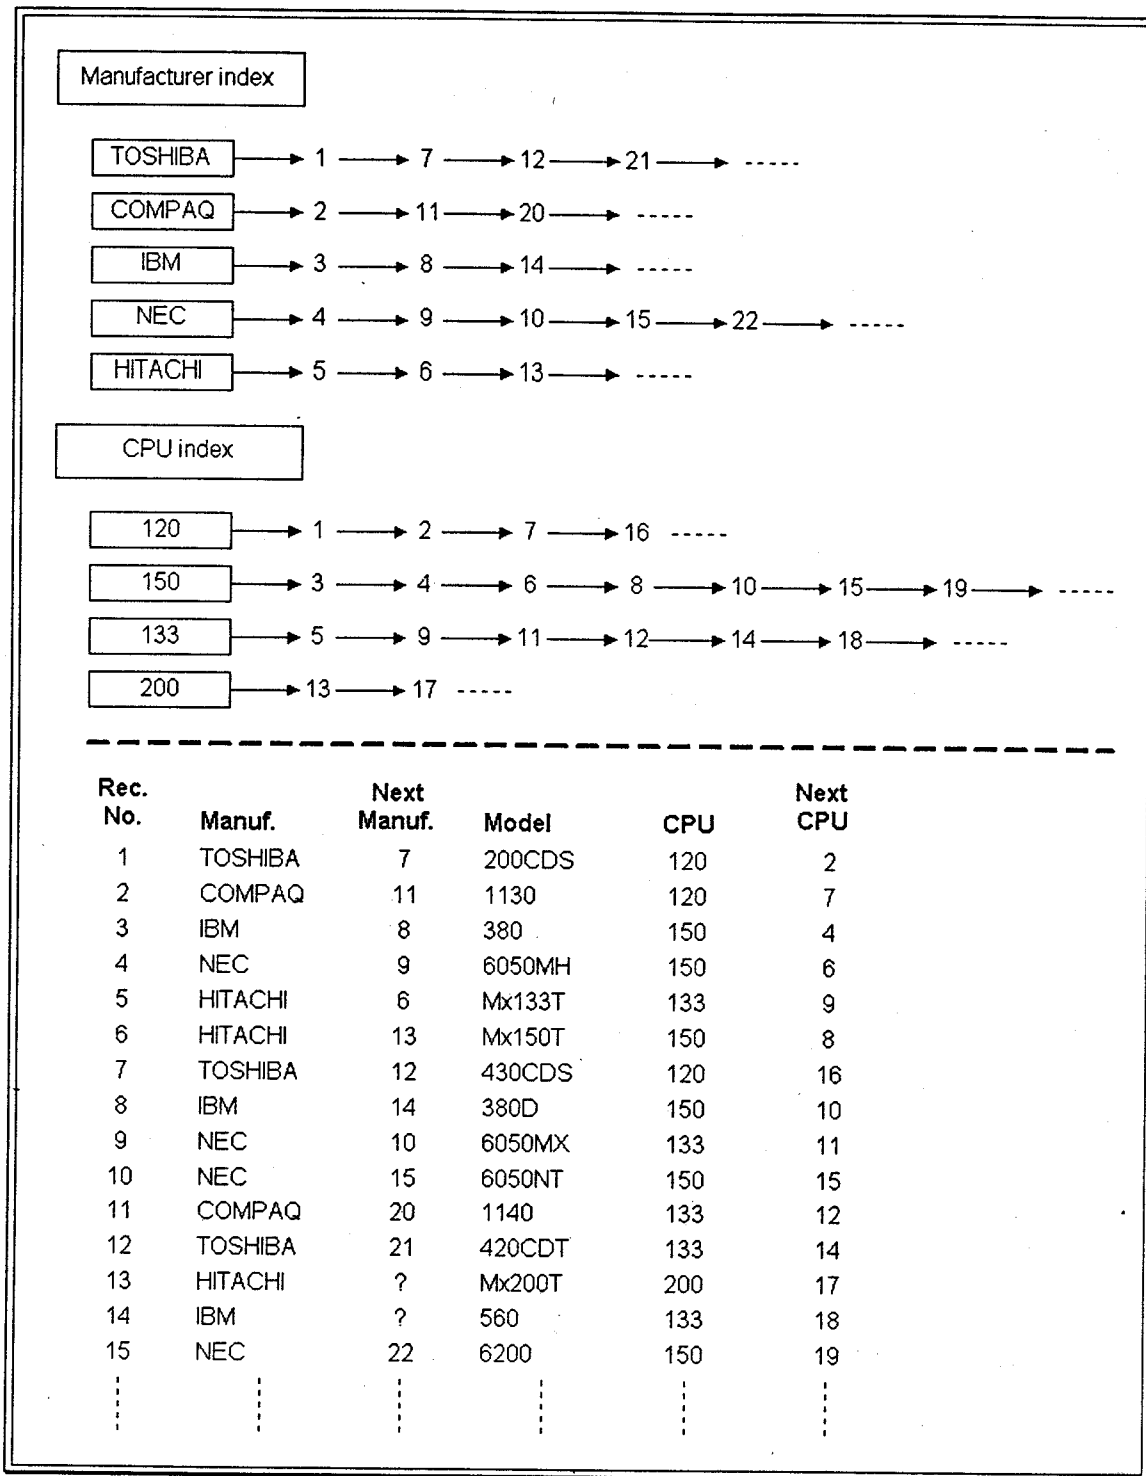 Manufacturer index
TOSHIBA 1 7 12 21 -----
COMPAQ 2 11 20 -----
IBM 3 8 14 -----
NEC 4 9 10 15 22 -----
HITACHI 5 6 13 -----
CPU index
120 1 2 7 16 -----
150 3 4 6 8 10 15 19 -----
133 5 9 11 12 14 18 -----
200 13 17 -----
Rec. No. Manuf. Next Manuf. Model CPU Next CPU
1 TOSHIBA 7 200CDS 120 2
2 COMPAQ 11 1130 120 7
3 IBM 8 380 150 4
4 NEC 9 6050MH 150 6
5 HITACHI 6 Mx133T 133 9
6 HITACHI 13 Mx150T 150 8
7 TOSHIBA 12 430CDS 120 16
8 IBM 14 380D 150 10
9 NEC 10 6050MX 133 11
10 NEC 15 6050NT 150 15
11 COMPAQ 20 1140 133 12
12 TOSHIBA 21 420CDT 133 14
13 HITACHI ? Mx200T 200 17
14 IBM ? 560 133 18
15 NEC 22 6200 150 19